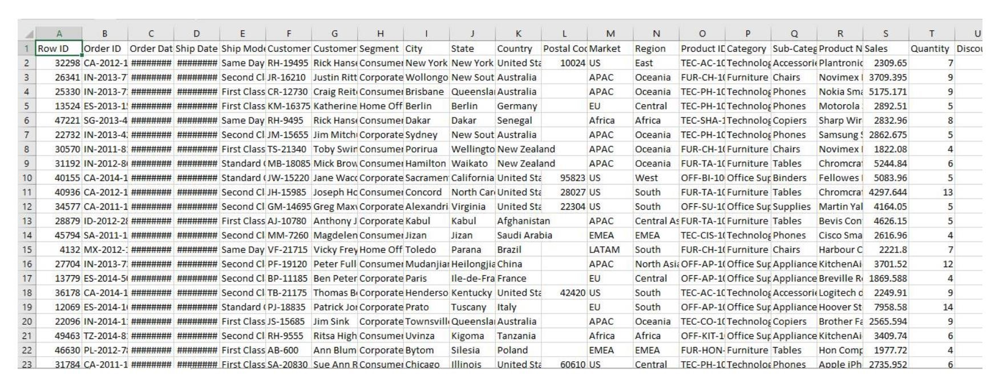 A B C D E F G H I J K L M N O P Q R S T U
1 Row ID Order ID Order Dat Ship Date Ship Mode Customer Customer Segment City State Country Postal Cod Market Region Product ID Category Sub-Categ Product N Sales Quantity Discou
2 32298 CA-2012-1 ######## ######## Same Day RH-19495 Rick Hanse Consumer New York New York United Sta 10024 US East TEC-AC-10 Technolog Accessorie Plantronic 2309.65 7
3 26341 IN-2013-7 ######## ######## Second Cl JR-16210 Justin Ritt Corporate Wollongo New Sout Australia APAC Oceania FUR-CH-10 Furniture Chairs Novimex 3709.395 9
4 25330 IN-2013-7 ######## ######## First Class CR-12730 Craig Reit Consumer Brisbane Queensla Australia APAC Oceania TEC-PH-10 Technolog Phones Nokia Sma 5175.171 9
5 13524 ES-2013-1 ######## ######## First Class KM-16375 Katherine Home Off Berlin Berlin Germany EU Central TEC-PH-10 Technolog Phones Motorola 2892.51 5
6 47221 SG-2013-4 ######## ######## Same Day RH-9495 Rick Hanse Consumer Dakar Dakar Senegal Africa Africa TEC-SHA-1 Technolog Copiers Sharp Wir 2832.96 8
7 22732 IN-2013-4 ######## ######## Second Cl JM-15655 Jim Mitch Corporate Sydney New Sout Australia APAC Oceania TEC-PH-10 Technolog Phones Samsung 2862.675 5
8 30570 IN-2011-8 ######## ######## First Class TS-21340 Toby Swin Consumer Porirua Wellingto New Zealand APAC Oceania FUR-CH-10 Furniture Chairs Novimex 1822.08 4
9 31192 IN-2012-8 ######## ######## Standard MB-18085 Mick Brow Consumer Hamilton Waikato New Zealand APAC Oceania FUR-TA-10 Furniture Tables Chromcra 5244.84 6
10 40155 CA-2014-1 ######## ######## Standard JW-15220 Jane Wacc Corporate Sacramen California United Sta 95823 US West OFF-BI-10 Office Sup Binders Fellowes 5083.96 5
11 40936 CA-2012-1 ######## ######## Second Cl JH-15985 Joseph Ho Corporate Concord North Car United Sta 28027 US South FUR-TA-10 Furniture Tables Chromcra 4297.644 13
12 34577 CA-2011-1 ######## ######## Second Cl GM-14695 Greg Maxw Corporate Alexandri Virginia United Sta 22304 US South OFF-SU-10 Office Sup Supplies Martin Yal 4164.05 5
13 28879 ID-2012-28 ######## ######## First Class AJ-10780 Anthony J Corporate Kabul Kabul Afghanistan APAC Central As FUR-TA-10 Furniture Tables Bevis Con 4626.15 5
14 45794 SA-2011-1 ######## ######## Second Cl MM-7260 Magdelen Consumer Jizan Jizan Saudi Arabia EMEA EMEA TEC-CIS-10 Technolog Phones Cisco Sma 2616.96 4
15 4132 MX-2012- ######## ######## Same Day VF-21715 Vicky Frey Home Off Toledo Parana Brazil LATAM South FUR-CH-10 Furniture Chairs Harbour C 2221.8 7
16 27704 IN-2013-7 ######## ######## Second Cl PF-19120 Peter Full Consumer Mudanjian Heilongjia China APAC North Asia OFF-AP-10 Office Sup Appliance KitchenAi 3701.52 12
17 13779 ES-2014-5 ######## ######## Second Cl BP-11185 Ben Peter Corporate Paris Ile-de-Fra France EU Central OFF-AP-10 Office Sup Appliance Breville R 1869.588 4
18 36178 CA-2014-1 ######## ######## Second Cl TB-21175 Thomas B Corporate Henderso Kentucky United Sta 42420 US South TEC-AC-10 Technolog Accessorie Logitech d 2249.91 9
19 12069 ES-2014-1 ######## ######## Standard PJ-18835 Patrick Jor Corporate Prato Tuscany Italy EU South OFF-AP-10 Office Sup Appliance Hoover St 7958.58 14
20 22096 IN-2014-1 ######## ######## First Class JS-15685 Jim Sink Corporate Townsvill Queensla Australia APAC Oceania TEC-CO-10 Technolog Copiers Brother Fa 2565.594 9
21 49463 TZ-2014-8 ######## ######## Second Cl RH-9555 Ritsa High Consumer Uvinza Kigoma Tanzania Africa Africa OFF-KIT-1 Office Sup Appliance KitchenAi 3409.74 6
22 46630 PL-2012-7 ######## ######## First Class AB-600 Ann Blum Corporate Bytom Silesia Poland EMEA EMEA FUR-HON- Furniture Tables Hon Comp 1977.72 4
23 31784 CA-2011-1 ######## ######## First Class SA-20830 Sue Ann R Consumer Chicago Illinois United Sta 60610 US Central TEC-PH-10 Technolog Phones Apple iPh 2735.952 6